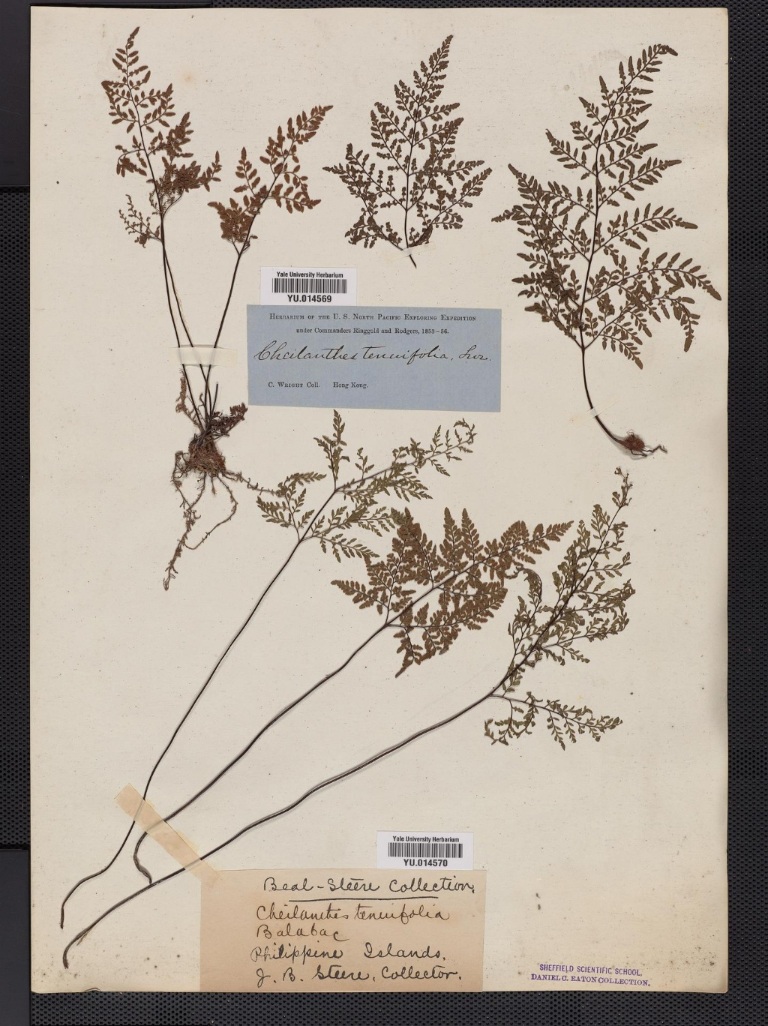 Yale University Herbarium
YU.014569
HERBARIUM OF THE U. S. NORTH PACIFIC EXPLORING EXPEDITION
under Commanders Ringgold and Rodgers, 1853–56.
Cheilanthes tenuifolia, Sw.
C. WRIGHT Coll. Hong Kong.
Yale University Herbarium
YU.014570
Beal-Steere Collection.
Cheilanthes tenuifolia
Balabac
Philippine Islands.
J. B. Steere, Collector.
SHEFFIELD SCIENTIFIC SCHOOL.
DANIEL C. EATON COLLECTION.